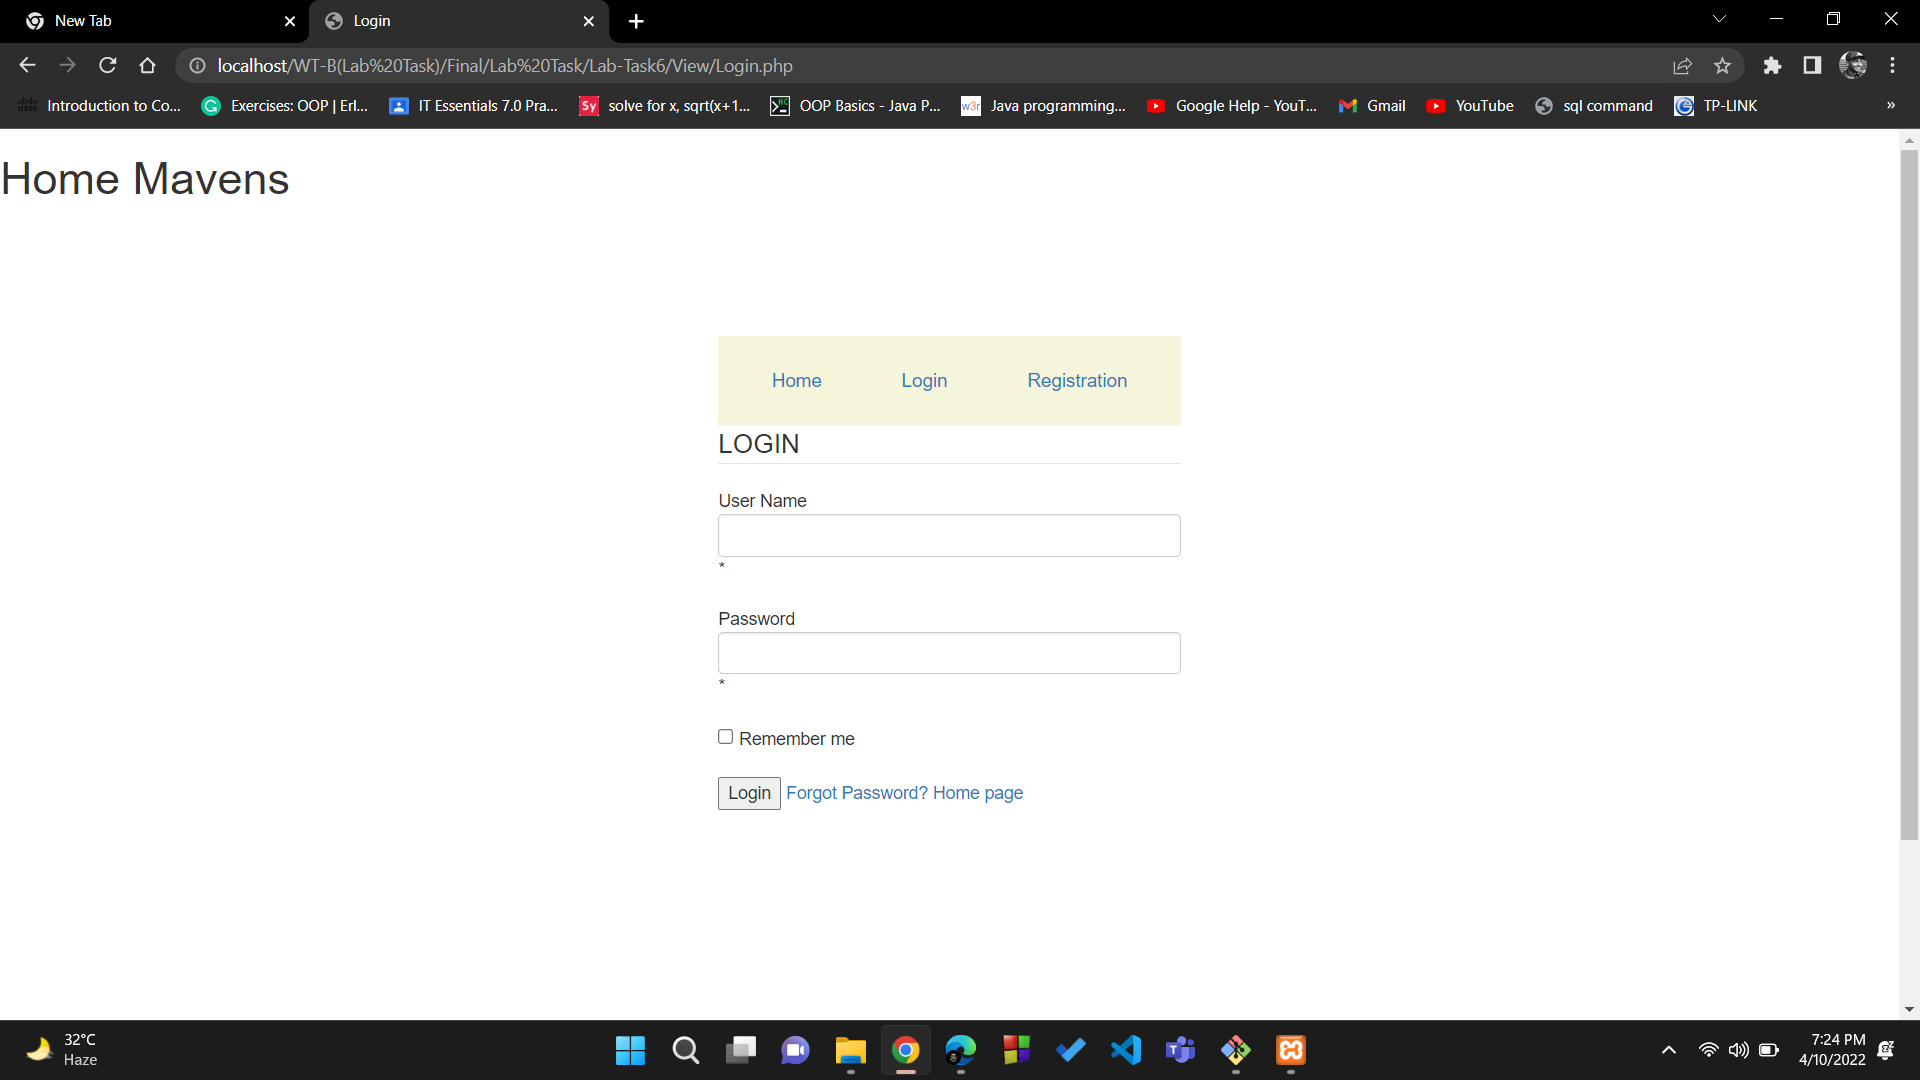 New Tab
Login
localhost/WT-B(Lab%20Task)/Final/Lab%20Task/Lab-Task6/View/Login.php
Introduction to Co...
Exercises: OOP | Erl...
IT Essentials 7.0 Pra...
Sy solve for x, sqrt(x+1...
OOP Basics - Java P...
w3r Java programming...
Google Help - YouT...
Gmail
YouTube
sql command
TP-LINK
»
Home Mavens
Home Login Registration
LOGIN
User Name
*
Password
*
Remember me
Login Forgot Password? Home page
32°C
Haze
7:24 PM
4/10/2022